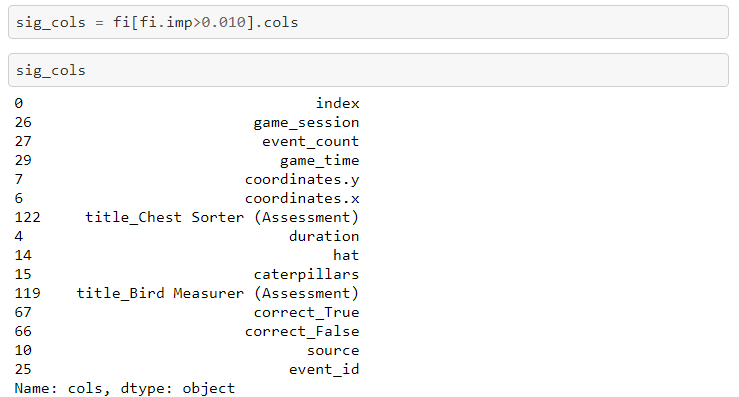 sig_cols = fi[fi.imp>0.010].cols
sig_cols
0 index
26 game_session
27 event_count
29 game_time
7 coordinates.y
6 coordinates.x
122 title_Chest Sorter (Assessment)
4 duration
14 hat
15 caterpillars
119 title_Bird Measurer (Assessment)
67 correct_True
66 correct_False
10 source
25 event_id
Name: cols, dtype: object